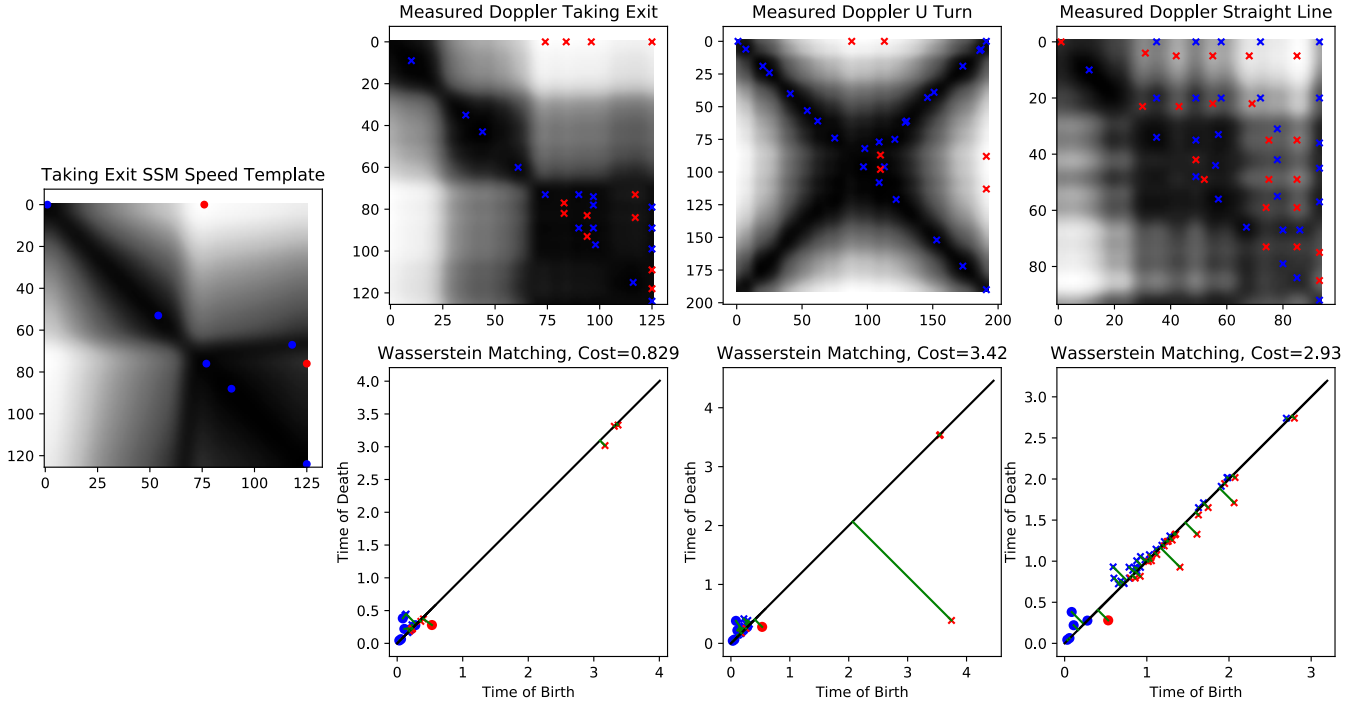 Taking Exit SSM Speed Template
0
20
40
60
80
100
120
0 25 50 75 100 125
Measured Doppler Taking Exit
0
20
40
60
80
100
120
0 25 50 75 100 125
Measured Doppler U Turn
0
25
50
75
100
125
150
175
200
0 50 100 150 200
Measured Doppler Straight Line
0
20
40
60
80
0 20 40 60 80
Wasserstein Matching, Cost=0.829
Time of Death
4.0
3.5
3.0
2.5
2.0
1.5
1.0
0.5
0.0
0 1 2 3 4
Time of Birth
Wasserstein Matching, Cost=3.42
Time of Death
4
3
2
1
0
0 1 2 3 4
Time of Birth
Wasserstein Matching, Cost=2.93
Time of Death
3.0
2.5
2.0
1.5
1.0
0.5
0.0
0 1 2 3
Time of Birth